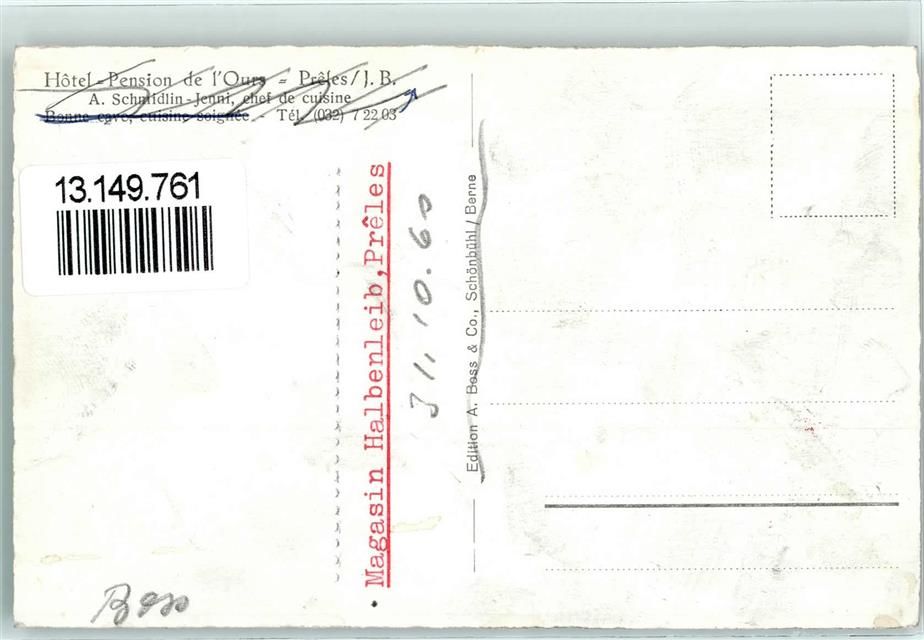 Hôtel-Pension de l'Ours - Prêles/J. B.
A. Schmidlin-Jenni, chef de cuisine
Bonne cave, cuisine soignée - Tél. (032) 7 22 03
13.149.761
Magasin Halbenleib,Prêles
31.10.60
Edition A. Boss & Co., Schönbühl / Berne
Boss